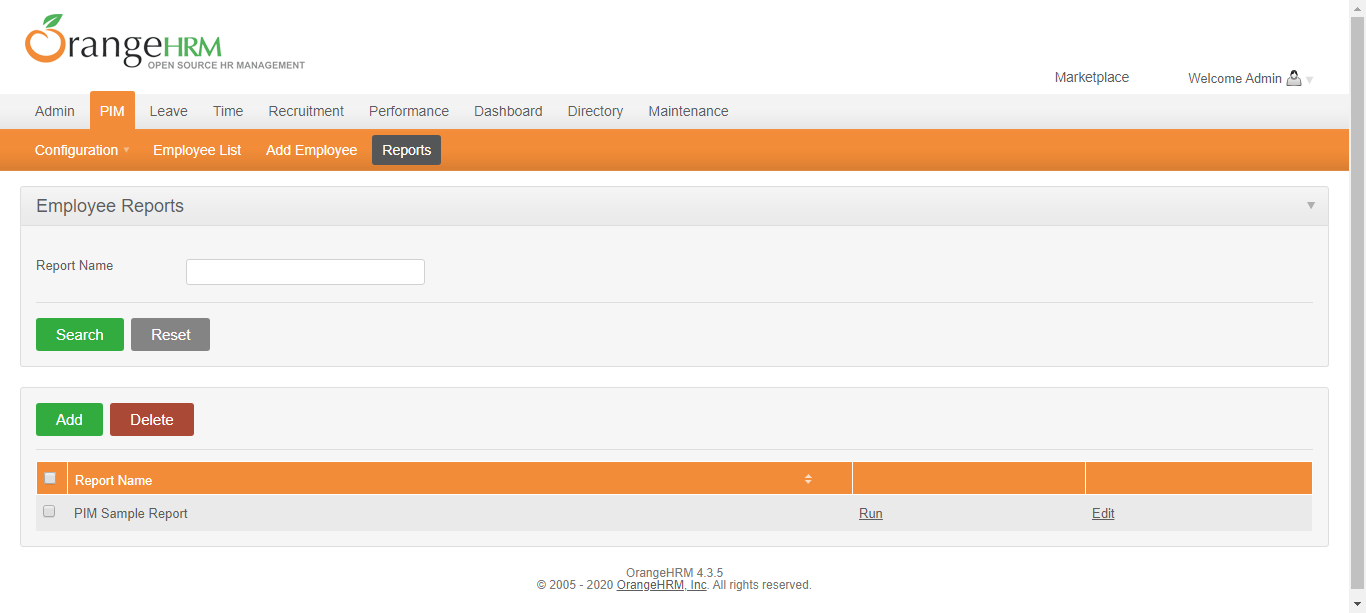 OrangeHRM
OPEN SOURCE HR MANAGEMENT
Marketplace Welcome Admin
Admin PIM Leave Time Recruitment Performance Dashboard Directory Maintenance
Configuration Employee List Add Employee Reports
Employee Reports
Report Name
Search Reset
Add Delete
Report Name
PIM Sample Report Run Edit
OrangeHRM 4.3.5
© 2005 - 2020 OrangeHRM, Inc. All rights reserved.